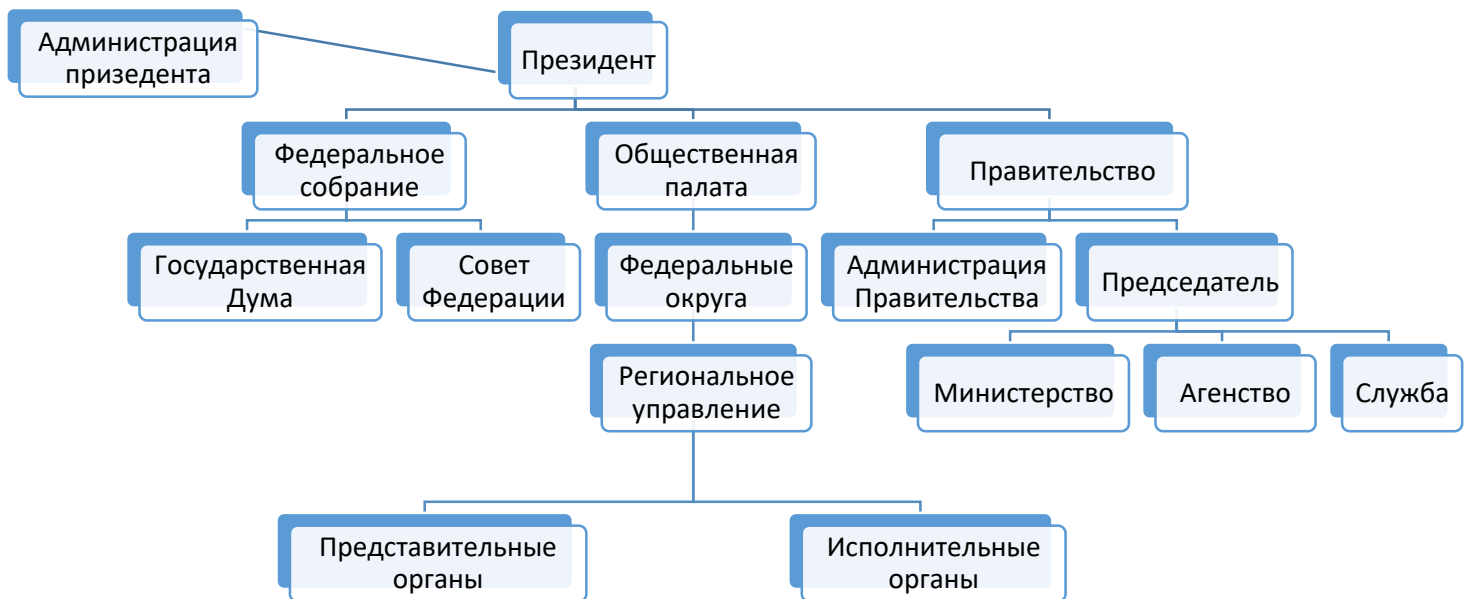 Администрация
призедента
Президент
Федеральное
собрание
Общественная
палата
Правительство
Государственная
Дума
Совет
Федерации
Федеральные
округа
Администрация
Правительства
Председатель
Региональное
управление
Министерство
Агенство
Служба
Представительные
органы
Исполнительные
органы